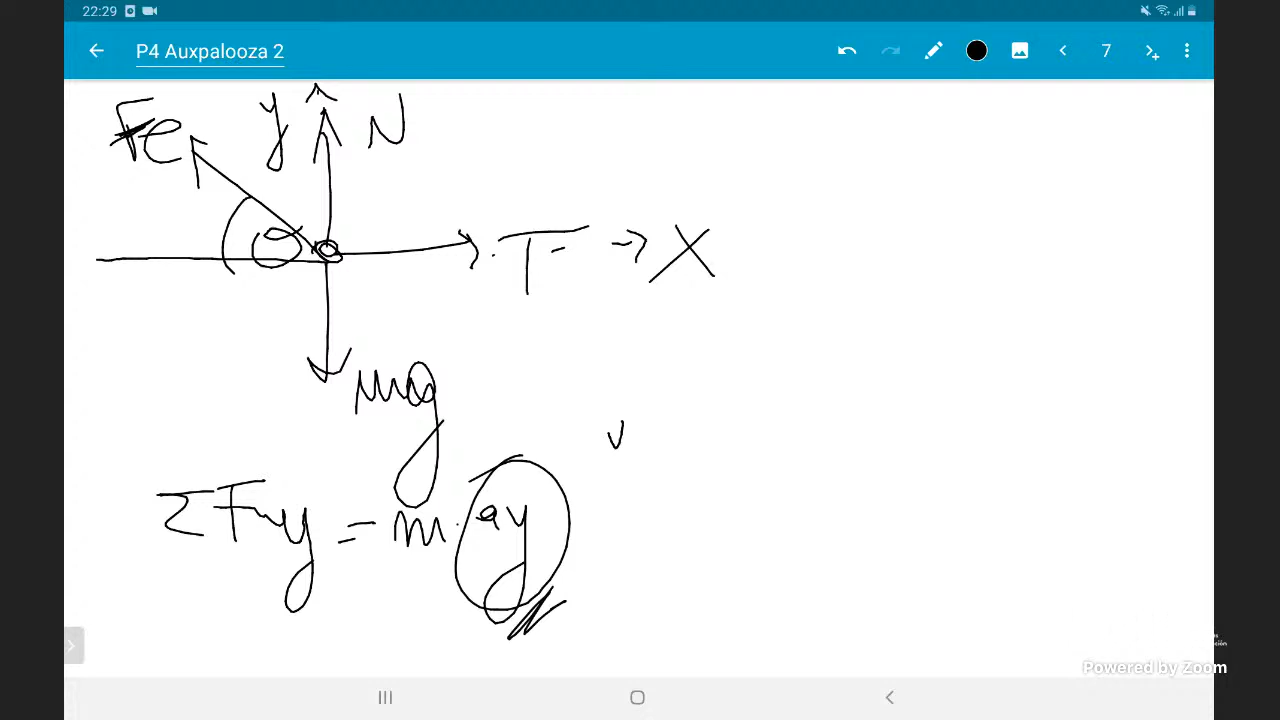 22:29
P4 Auxpalooza 2
7
Fe y N
θ T → X
mg
ΣFy = m · ay
Powered by Zoom